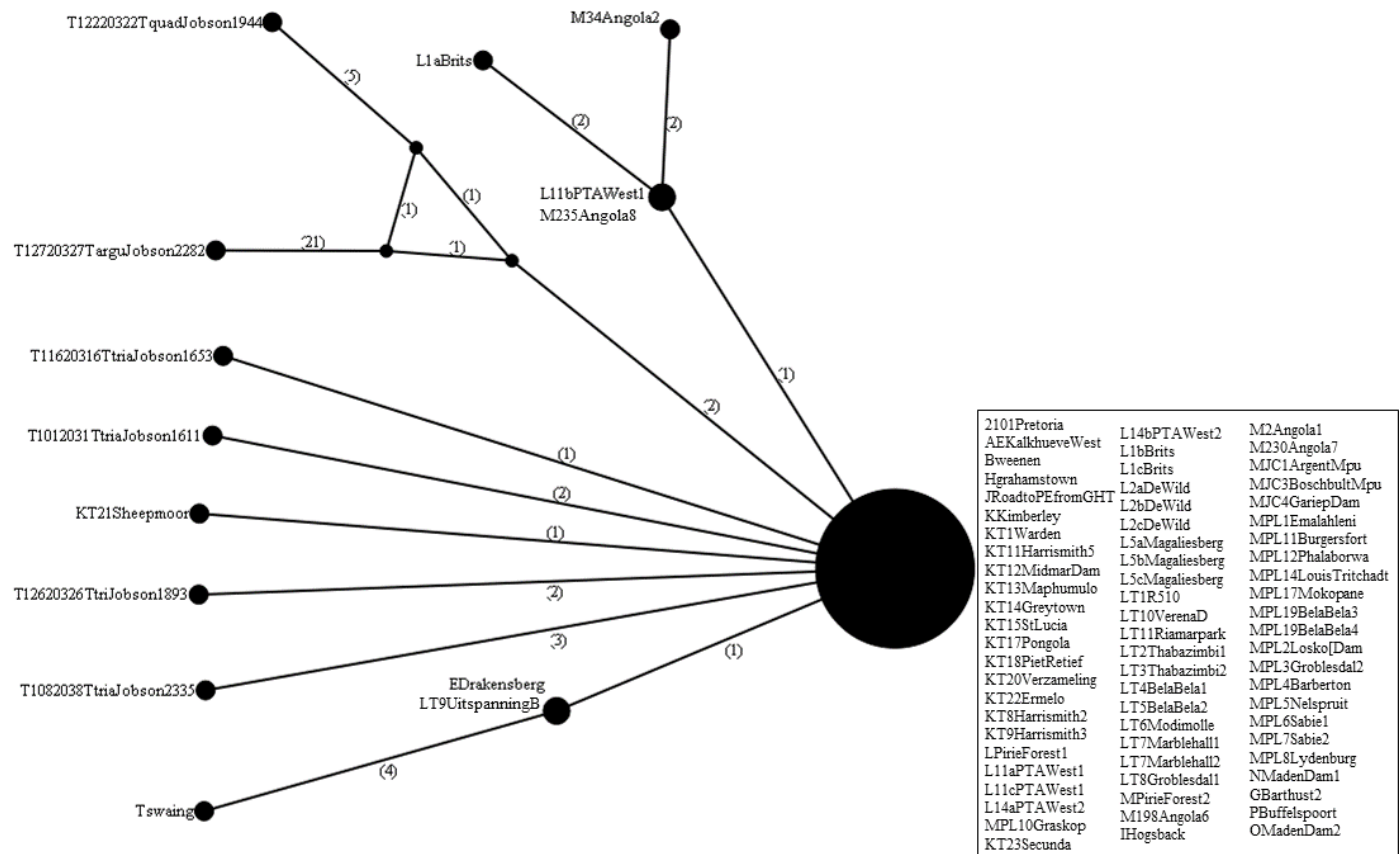 T12220322TquadJobson1944
M34Angola2
L1aBrits
(5)
(2)
(2)
(1)
L11bPTAWest1
M235Angola8
(1)
T12720327TarguJobson2282
(21)
(1)
T11620316TtriaJobson1653
(1)
(2)
T1012031TtriaJobson1611
(1)
(2)
KT21Sheepmoor
(1)
T12620326TtriJobson1893
(2)
T1082038TtriaJobson2335
(3)
(1)
EDrakensberg
LT9UitspanningB
(4)
Tswaing
2101Pretoria
AEKalkhueveWest
Bweenen
Hgrahamstown
JRoadtoPEfromGHT
KKimberley
KT1Warden
KT11Harrismith5
KT12MidmarDam
KT13Maphumulo
KT14Greytown
KT15StLucia
KT17Pongola
KT18PietRetief
KT20Verzameling
KT22Ermelo
KT8Harrismith2
KT9Harrismith3
LPirieForest1
L11aPTAWest1
L11cPTAWest1
L14aPTAWest2
MPL10Graskop
KT23Secunda
L14bPTAWest2
L1bBrits
L1cBrits
L2aDeWild
L2bDeWild
L2cDeWild
L5aMagaliesberg
L5bMagaliesberg
L5cMagaliesberg
LT1R510
LT10VerenaD
LT11Riamarpark
LT2Thabazimbi1
LT3Thabazimbi2
LT4BelaBela1
LT5BelaBela2
LT6Modimolle
LT7Marblehall1
LT7Marblehall2
LT8Groblesdal1
MPirieForest2
M198Angola6
IHogsback
M2Angola1
M230Angola7
MJC1ArgentMpu
MJC3BoschbultMpu
MJC4GariepDam
MPL1Emalahleni
MPL11Burgersfort
MPL12Phalaborwa
MPL14LouisTritchadt
MPL17Mokopane
MPL19BelaBela3
MPL19BelaBela4
MPL2Losko[Dam
MPL3Groblesdal2
MPL4Barberton
MPL5Nelspruit
MPL6Sabie1
MPL7Sabie2
MPL8Lydenburg
NMadenDam1
GBarthust2
PBuffelspoort
OMadenDam2